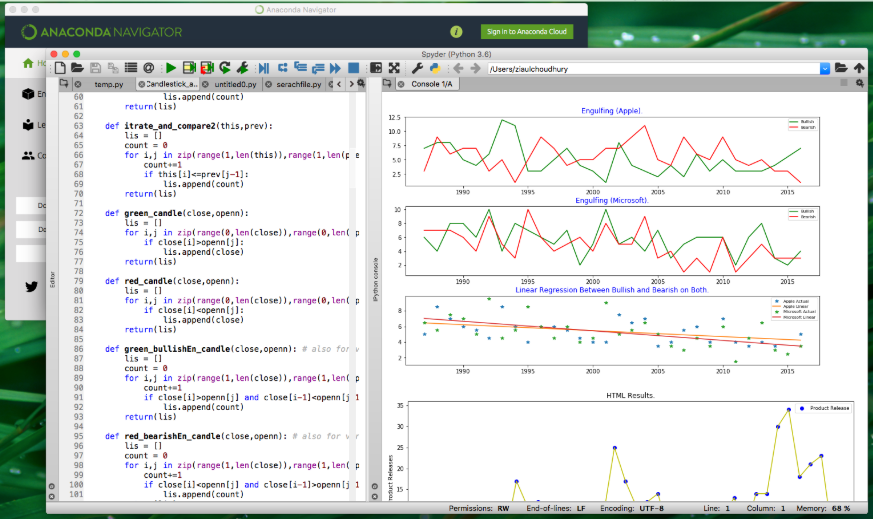 Anaconda Navigator
ANACONDA NAVIGATOR
Sign in to Anaconda Cloud
Spyder (Python 3.6)
/Users/ziaulchoudhury
temp.py
Candlestick_a..
untitled0.py
serachfile.py
Console 1/A
60 lis.append(count)
61 return(lis)
62
63 def itrate_and_compare2(this,prev):
64 lis = []
65 count = 0
66 for i,j in zip(range(1,len(this)),range(1,len(p
67 count+=1
68 if this[i]<=prev[j-1]:
69 lis.append(count)
70 return(lis)
71
72 def green_candle(close,openn):
73 lis = []
74 for i,j in zip(range(0,len(close)),range(0,len(
75 if close[i]>openn[j]:
76 lis.append(close)
77 return(lis)
78
79 def red_candle(close,openn):
80 lis = []
81 for i,j in zip(range(0,len(close)),range(0,len(
82 if close[i]<openn[j]:
83 lis.append(close)
84 return(lis)
85
86 def green_bullishEn_candle(close,openn): # also for v
87 lis = []
88 count = 0
89 for i,j in zip(range(1,len(close)),range(1,len(
90 count+=1
91 if close[i]>openn[j] and close[i-1]<openn[j
92 lis.append(count)
93 return(lis)
94
95 def red_bearishEn_candle(close,openn): # also for v
96 lis = []
97 count = 0
98 for i,j in zip(range(1,len(close)),range(1,len(
99 count+=1
100 if close[i]<openn[j] and close[i-1]>openn[j
101 lis.append(count)
Editor
IPython console
Engulfing (Apple).
Bullish
Bearish
12.5
10.0
7.5
5.0
2.5
1990 1995 2000 2005 2010 2015
Engulfing (Microsoft).
Bullish
Bearish
10
8
6
4
2
1990 1995 2000 2005 2010 2015
Linear Regression Between Bullish and Bearish on Both.
Apple Actual
Apple Linear
Microsoft Actual
Microsoft Linear
8
6
4
2
1990 1995 2000 2005 2010 2015
HTML Results.
Product Release
35
30
25
20
15
10
Product Releases
Permissions: RW End-of-lines: LF Encoding: UTF-8 Line: 1 Column: 1 Memory: 68 %